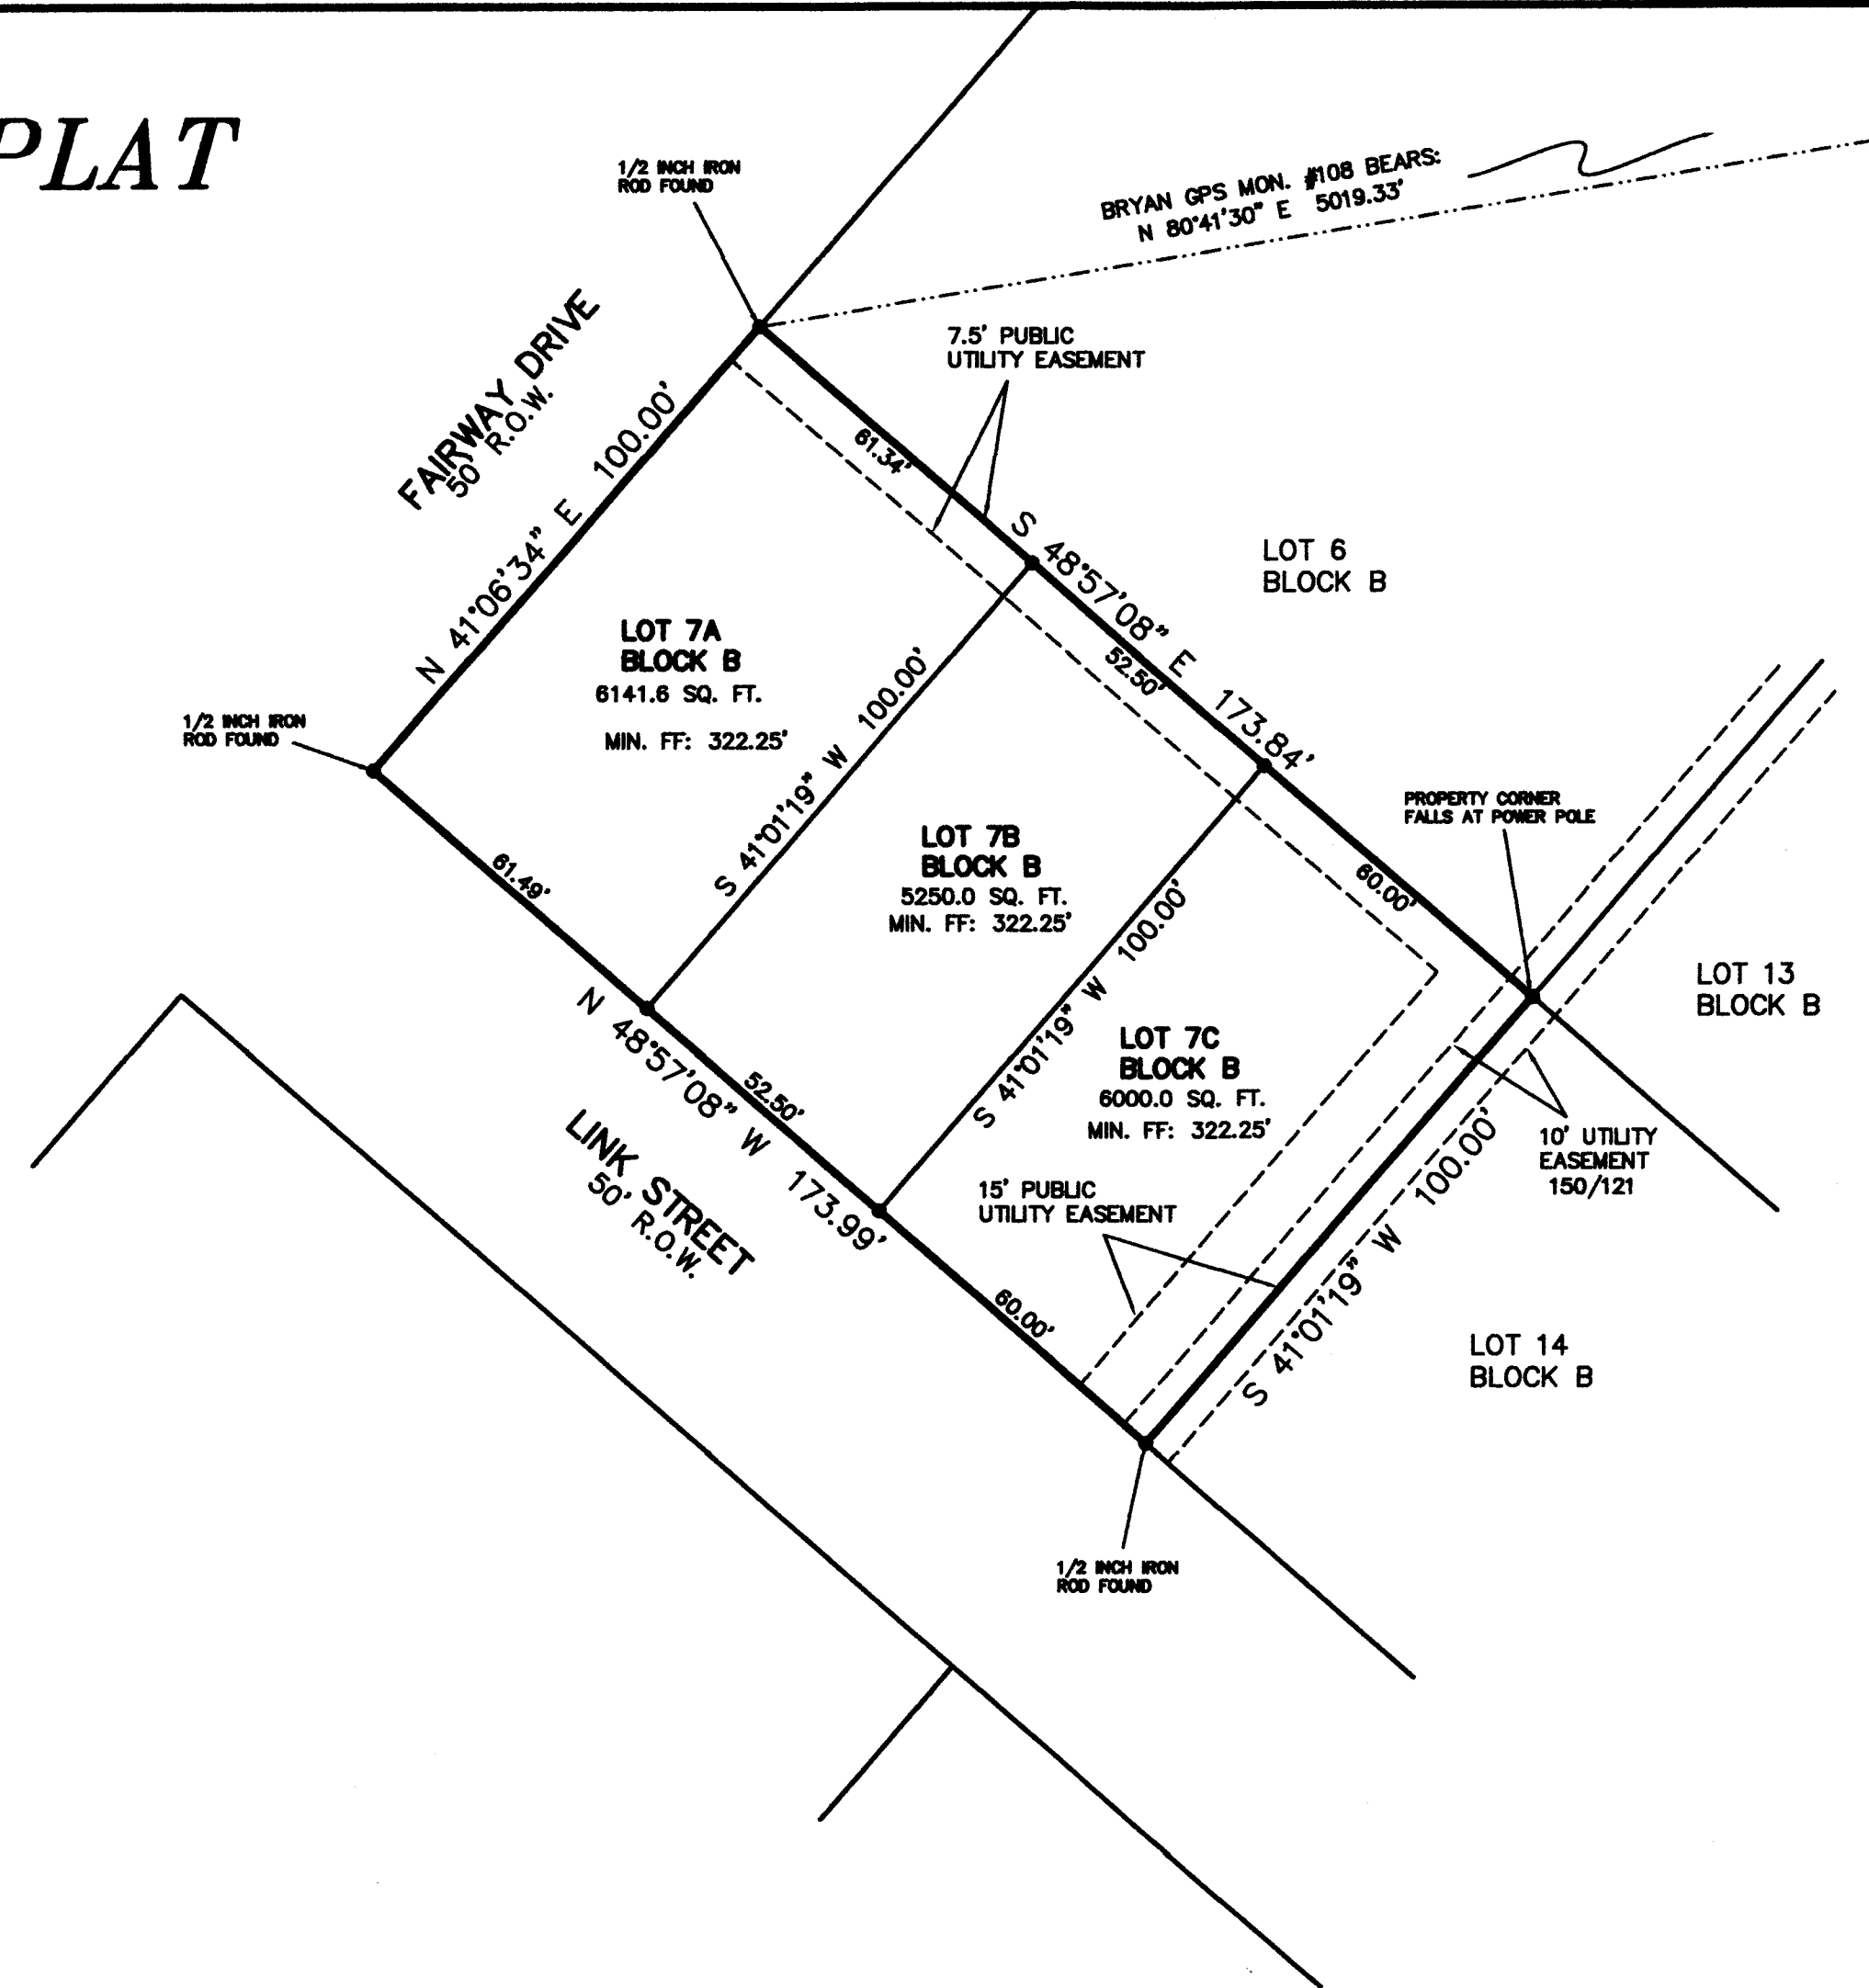 PLAT
1/2 INCH IRON
ROD FOUND
BRYAN GPS MON. #108 BEARS:
N 80°41'30" E 5019.33'
FAIRWAY DRIVE
50' R.O.W.
7.5' PUBLIC
UTILITY EASEMENT
N 41°06'34" E 100.00'
61.34'
S 48°57'08" E 173.84'
LOT 6
BLOCK B
LOT 7A
BLOCK B
6141.6 SQ. FT.
MIN. FF: 322.25'
52.50'
1/2 INCH IRON
ROD FOUND
S 41°01'19" W 100.00'
PROPERTY CORNER
FALLS AT POWER POLE
LOT 7B
BLOCK B
5250.0 SQ. FT.
MIN. FF: 322.25'
60.00'
61.49'
LOT 13
BLOCK B
S 41°01'19" W 100.00'
N 48°57'08" W 173.99'
LOT 7C
BLOCK B
6000.0 SQ. FT.
MIN. FF: 322.25'
52.50'
LINK STREET
50' R.O.W.
10' UTILITY
EASEMENT
150/121
15' PUBLIC
UTILITY EASEMENT
S 41°01'19" W 100.00'
60.00'
LOT 14
BLOCK B
1/2 INCH IRON
ROD FOUND